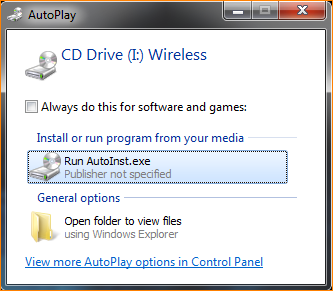 AutoPlay
CD Drive (I:) Wireless
Always do this for software and games:
Install or run program from your media
Run AutoInst.exe
Publisher not specified
General options
Open folder to view files
using Windows Explorer
View more AutoPlay options in Control Panel